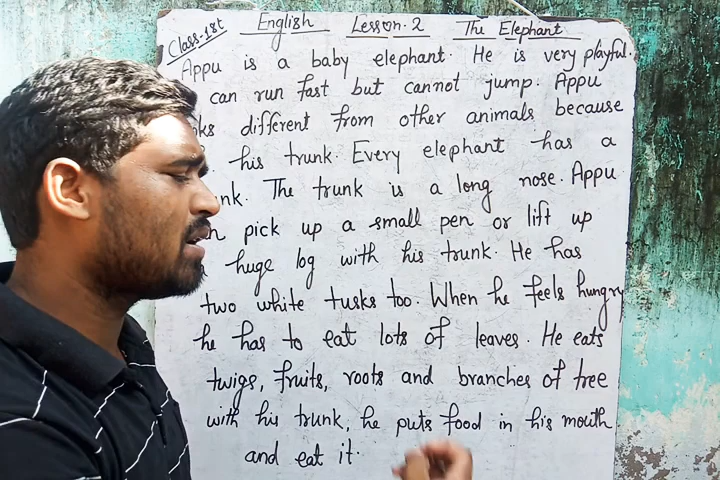 Class-1st English Lesson-2 The Elephant
Appu is a baby elephant. He is very playful.
can run fast but cannot jump. Appu
different from other animals because
his trunk. Every elephant has a
The trunk is a long nose. Appu
pick up a small pen or lift up
huge log with his trunk. He has
two white tusks too. When he feels hungry
he has to eat lots of leaves. He eats
twigs, fruits, roots and branches of tree
with his trunk, he puts food in his mouth
and eat it.